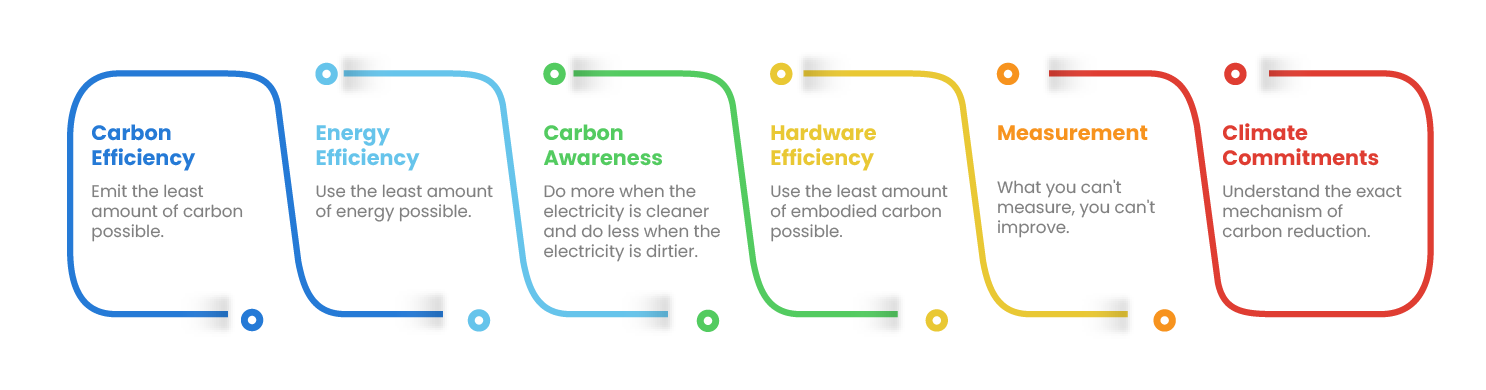 Carbon
Efficiency
Emit the least
amount of carbon
possible.
Energy
Efficiency
Use the least amount
of energy possible.
Carbon
Awareness
Do more when the
electricity is cleaner
and do less when the
electricity is dirtier.
Hardware
Efficiency
Use the least amount
of embodied carbon
possible.
Measurement
What you can't
measure, you can't
improve.
Climate
Commitments
Understand the exact
mechanism of
carbon reduction.